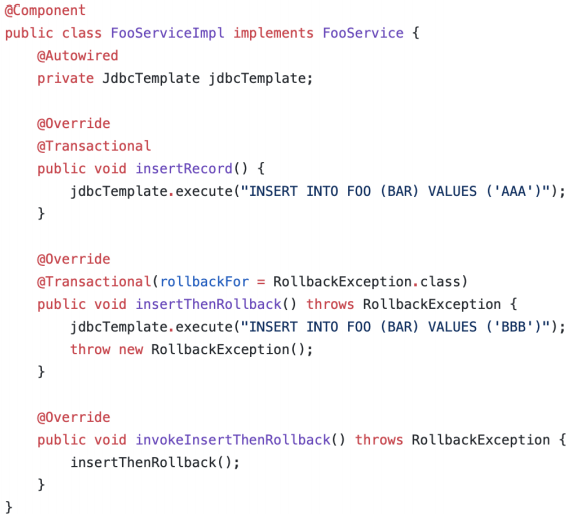 @Component
public class FooServiceImpl implements FooService {
    @Autowired
    private JdbcTemplate jdbcTemplate;

    @Override
    @Transactional
    public void insertRecord() {
        jdbcTemplate.execute("INSERT INTO FOO (BAR) VALUES ('AAA')");
    }

    @Override
    @Transactional(rollbackFor = RollbackException.class)
    public void insertThenRollback() throws RollbackException {
        jdbcTemplate.execute("INSERT INTO FOO (BAR) VALUES ('BBB')");
        throw new RollbackException();
    }

    @Override
    public void invokeInsertThenRollback() throws RollbackException {
        insertThenRollback();
    }
}